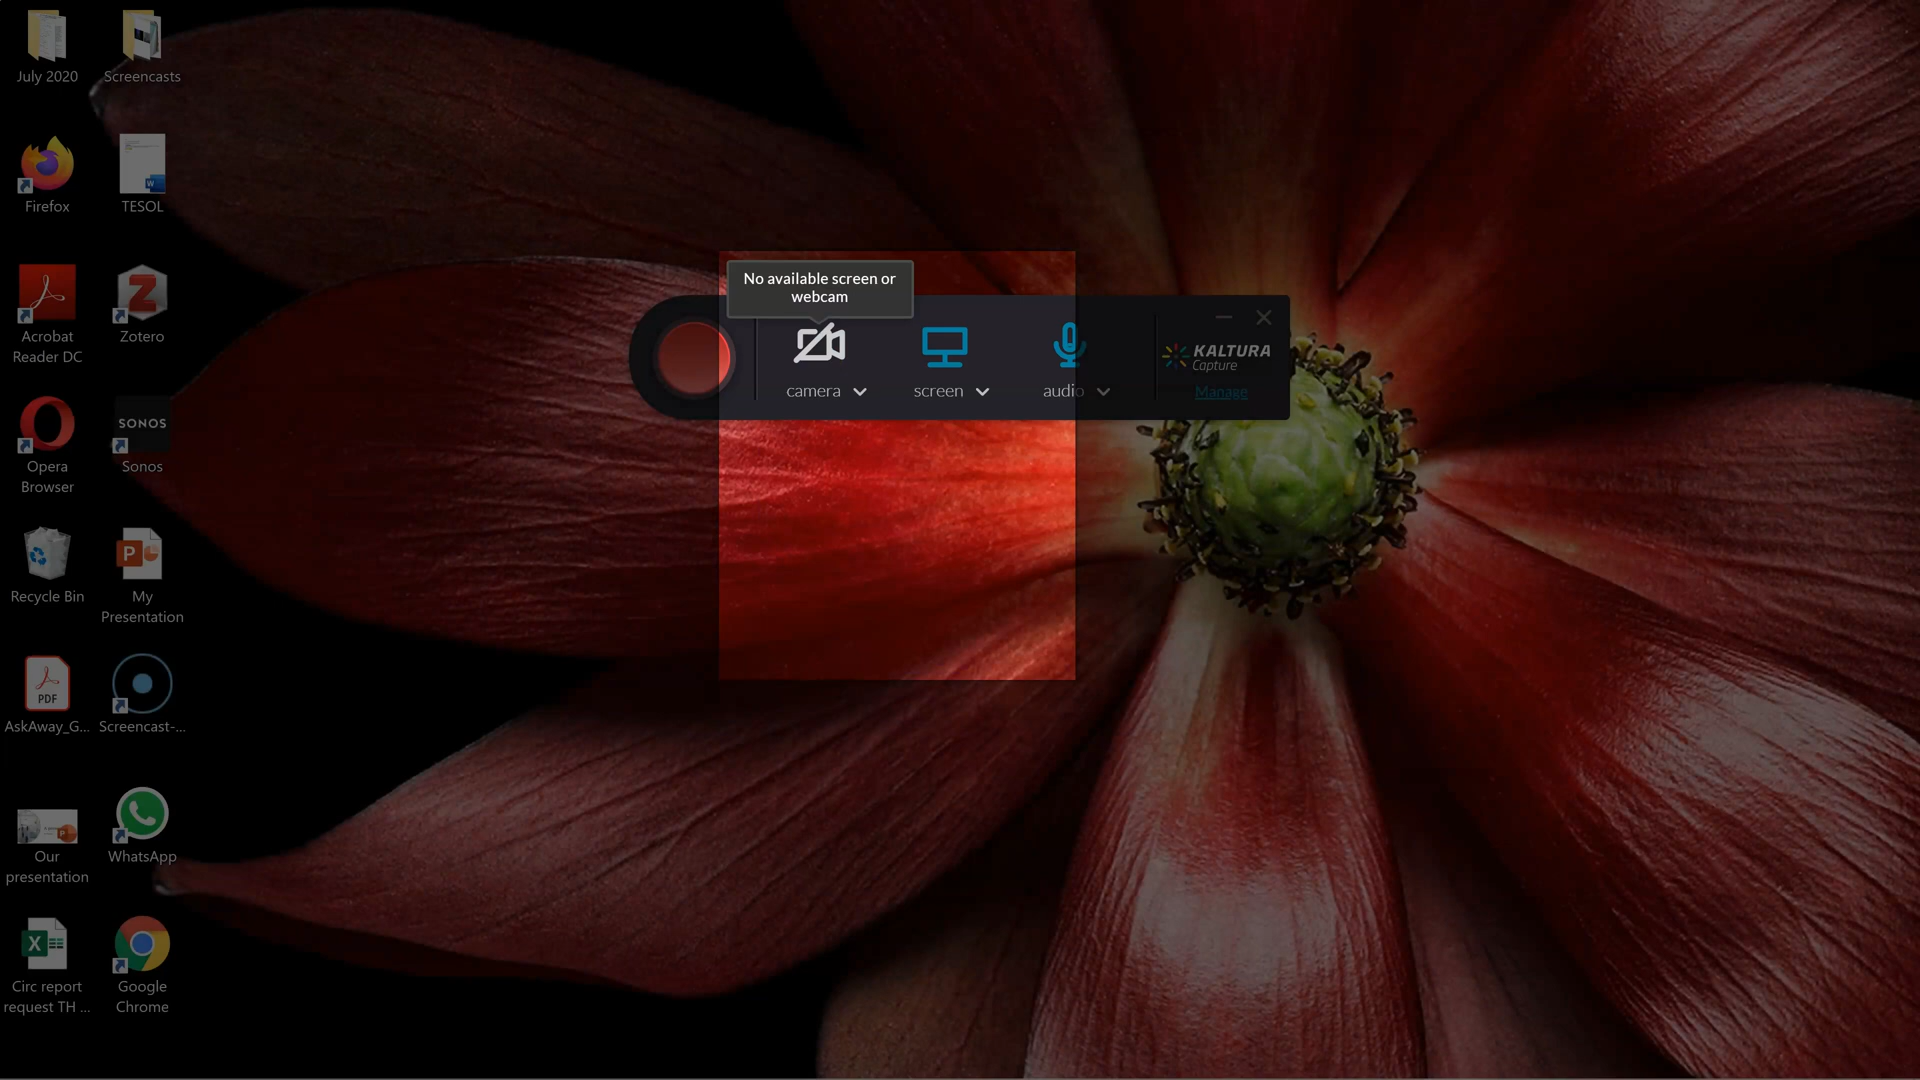 July 2020
Screencasts
Firefox
TESOL
Acrobat
Reader DC
Zotero
Opera
Browser
SONOS
Sonos
Recycle Bin
My
Presentation
PDF
AskAway_G...
Screencast-...
Our
presentation
WhatsApp
Circ report
request TH ...
Google
Chrome
No available screen or
webcam
camera
screen
audio
KALTURA
Capture
Manage